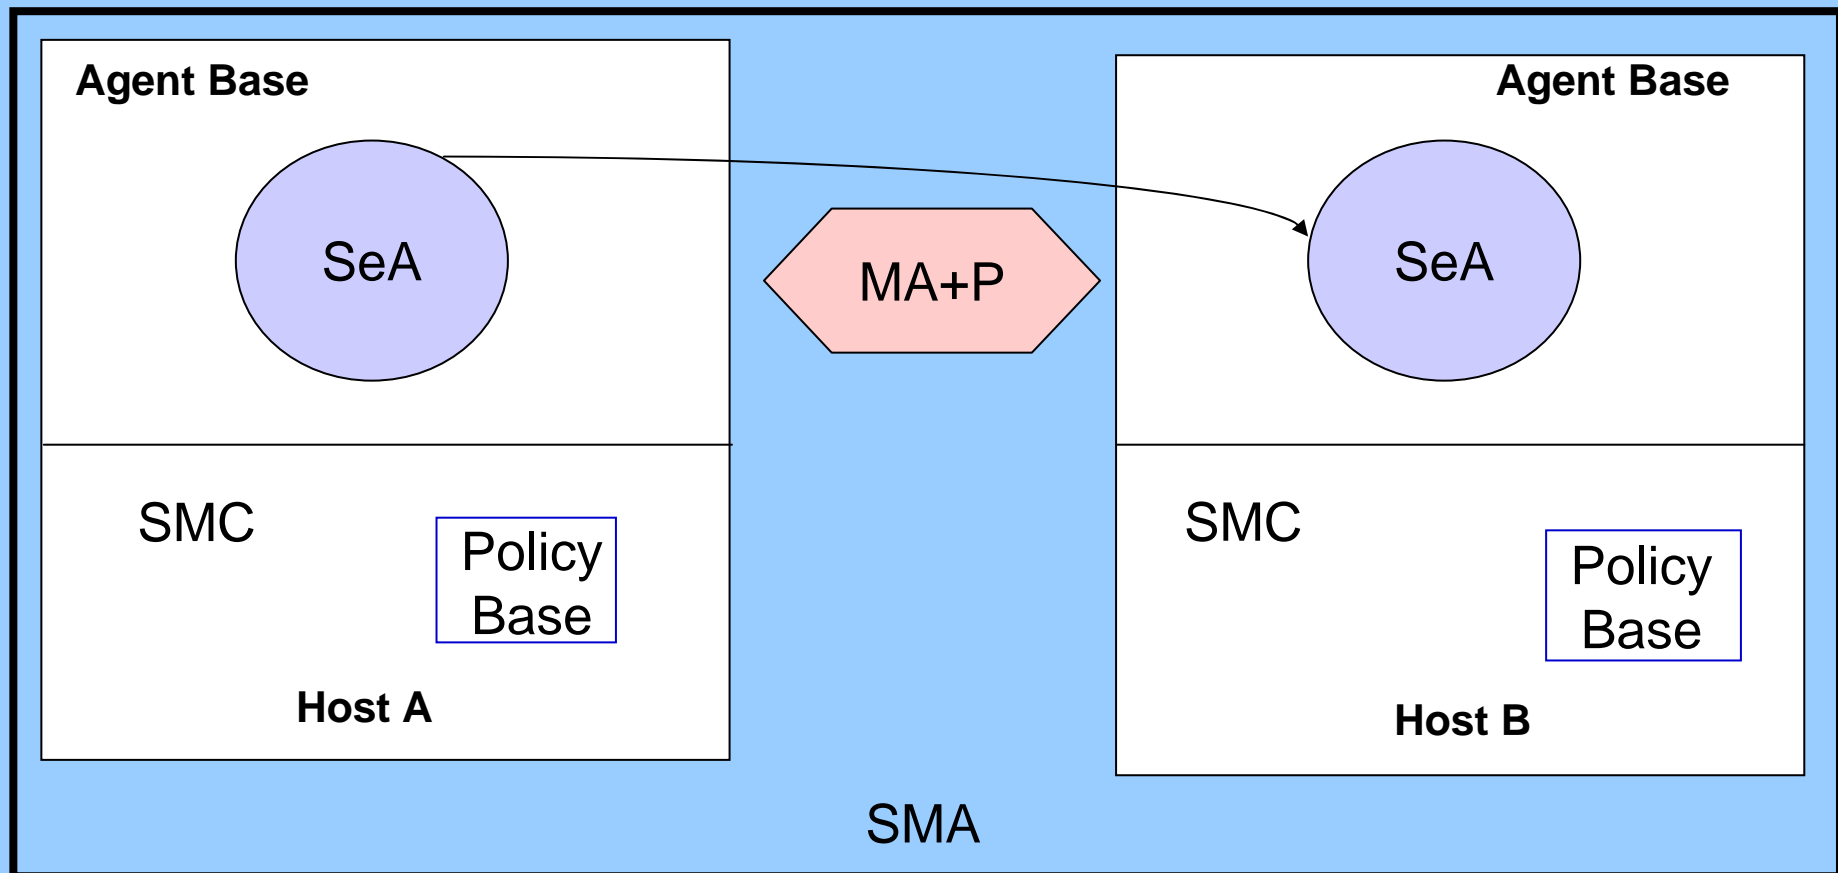 Agent Base
SeA
SMC
Policy
Base
Host A
MA+P
Agent Base
SeA
SMC
Policy
Base
Host B
SMA